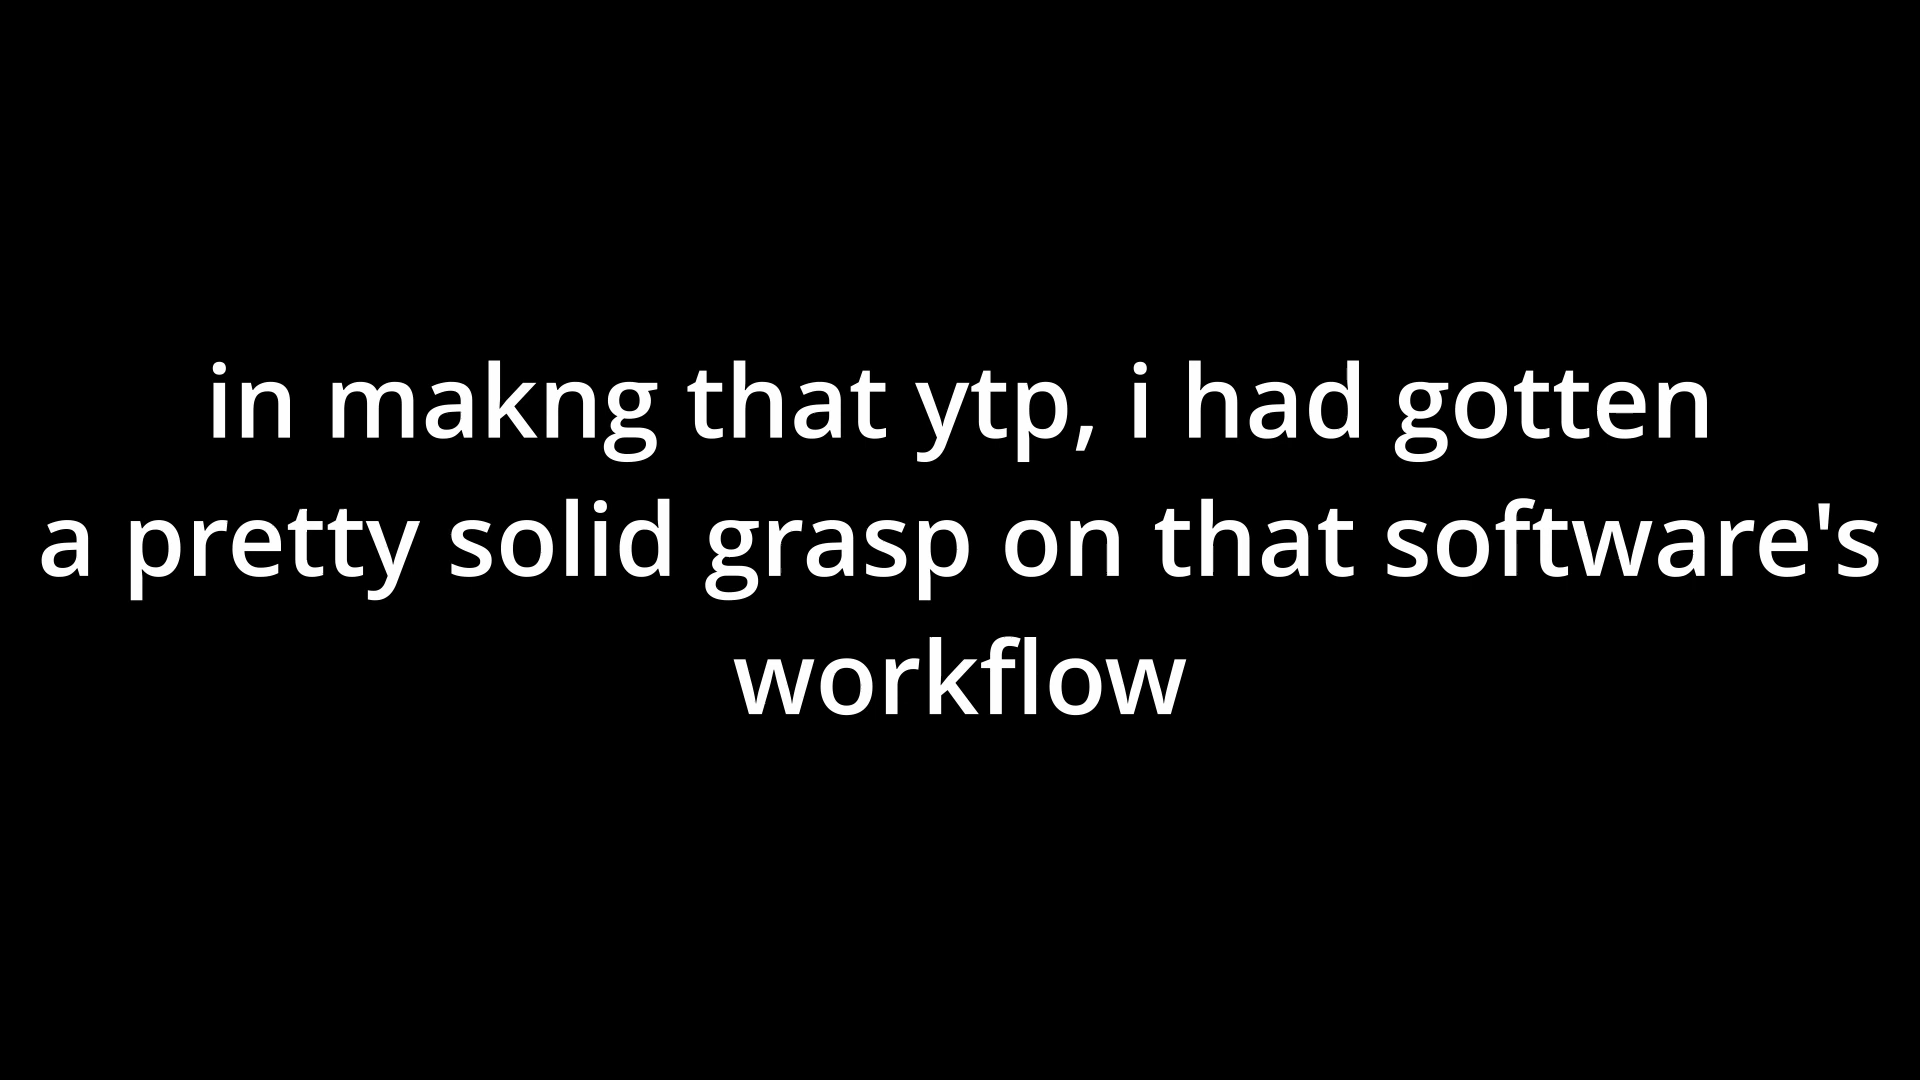 in makng that ytp, i had gotten
a pretty solid grasp on that software's
workflow